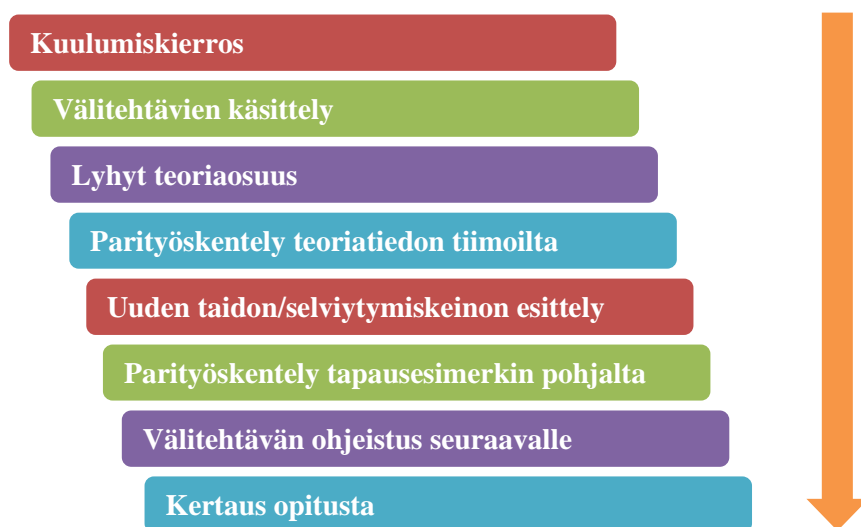 Kuulumiskierros
Välitehtävien käsittely
Lyhyt teoriaosuus
Parityöskentely teoriatiedon tiimoilta
Uuden taidon/selviytymiskeinon esittely
Parityöskentely tapausesimerkin pohjalta
Välitehtävän ohjeistus seuraavalle
Kertaus opitusta